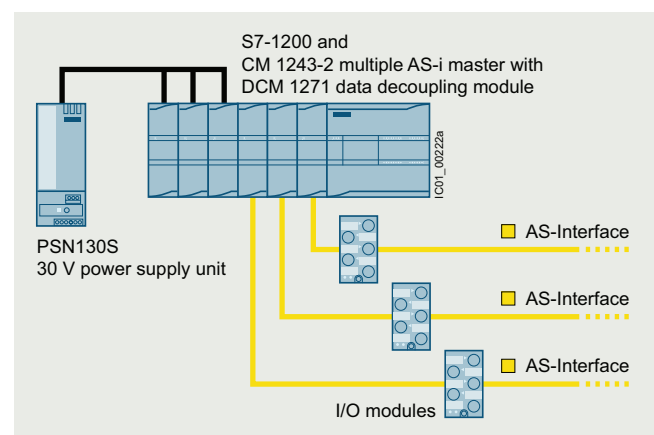 S7-1200 and
CM 1243-2 multiple AS-i master with
DCM 1271 data decoupling module
IC01_00222a
PSN130S
30 V power supply unit
AS-Interface
AS-Interface
AS-Interface
I/O modules